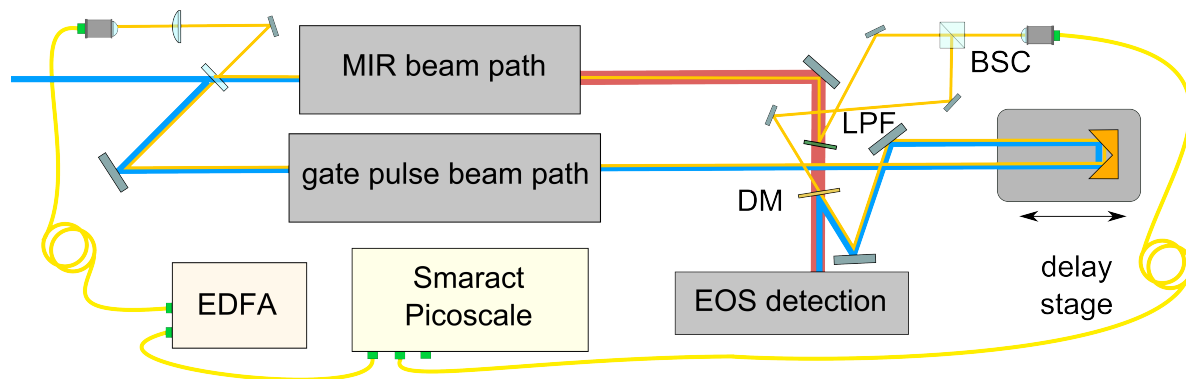 MIR beam path
BSC
LPF
gate pulse beam path
DM
delay
stage
EDFA
Smaract
Picoscale
EOS detection